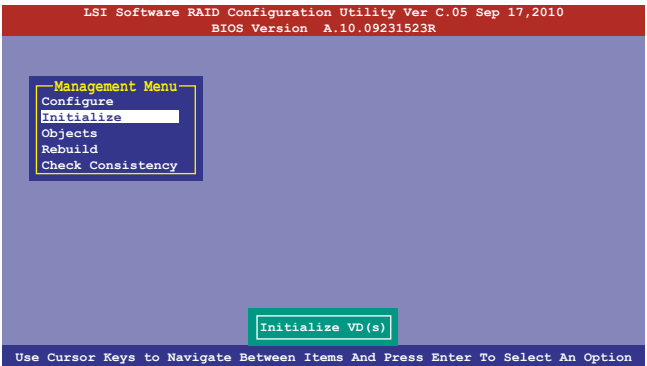 LSI Software RAID Configuration Utility Ver C.05 Sep 17,2010
BIOS Version A.10.09231523R
Management Menu
Configure
Initialize
Objects
Rebuild
Check Consistency
Initialize VD(s)
Use Cursor Keys to Navigate Between Items And Press Enter To Select An Option